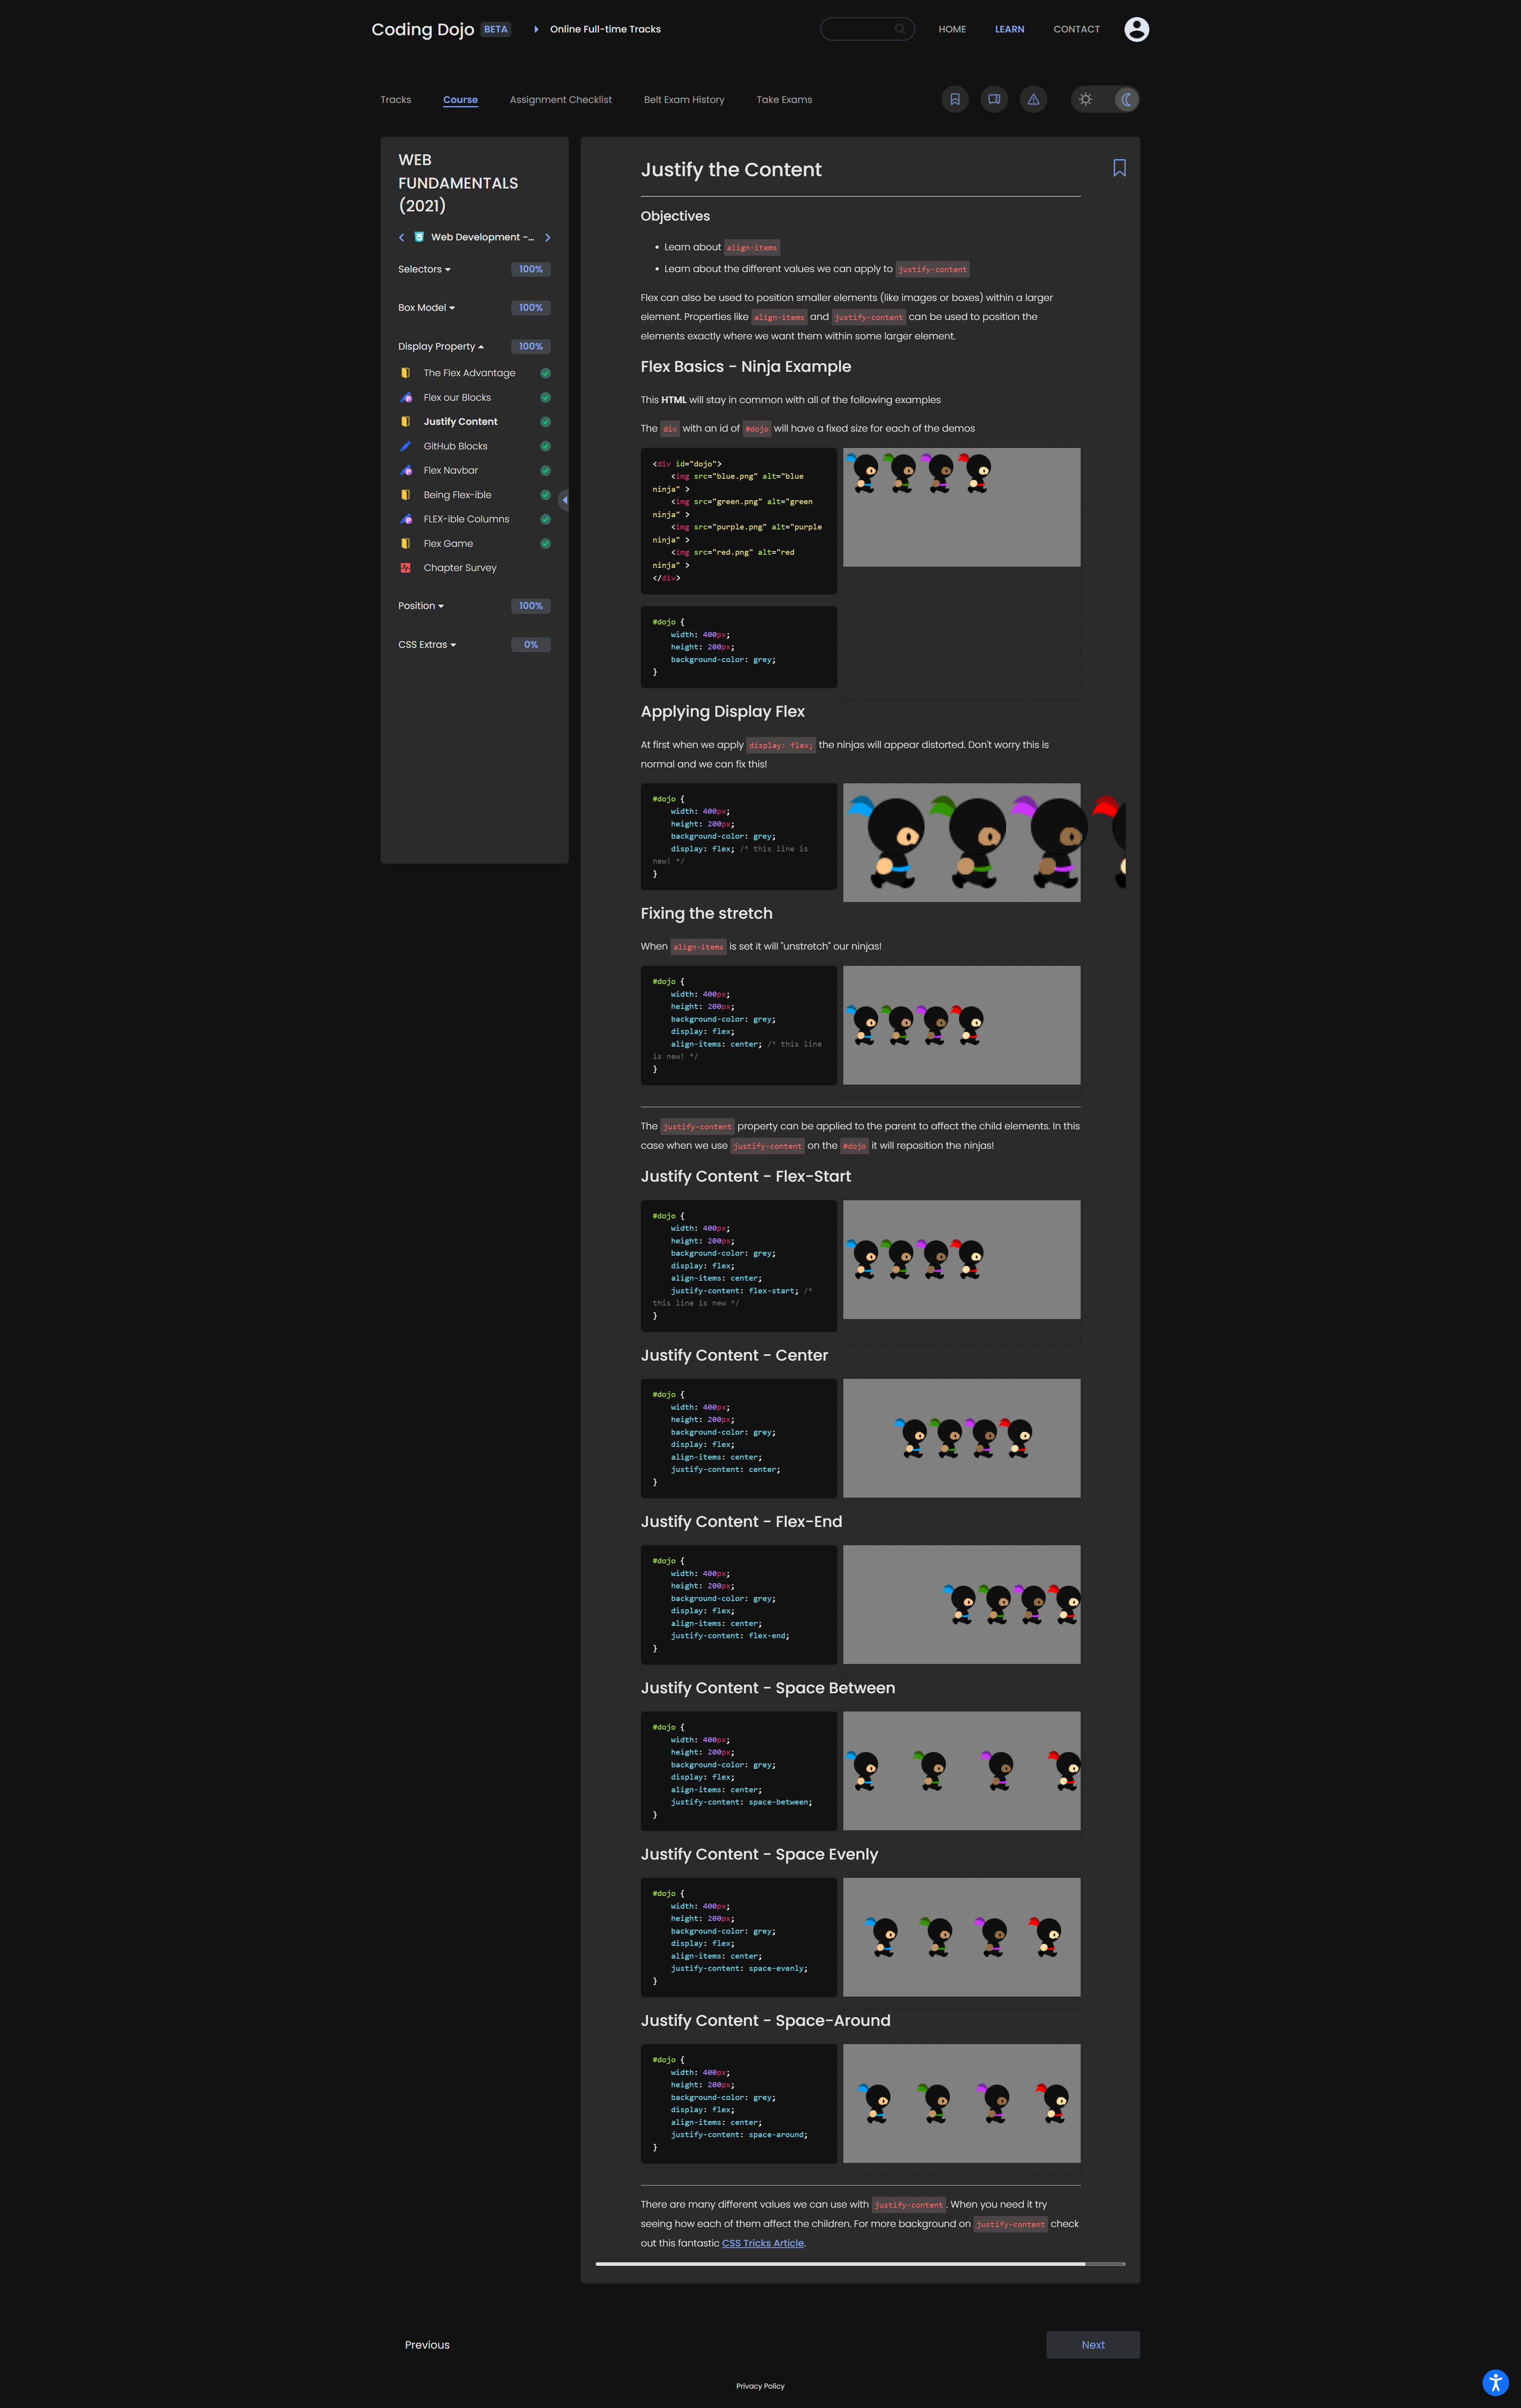 Coding Dojo BETA Online Full-time Tracks HOME LEARN CONTACT
Tracks Course Assignment Checklist Belt Exam History Take Exams
WEB
FUNDAMENTALS
(2021)
Web Development -...
Selectors 100%
Box Model 100%
Display Property 100%
The Flex Advantage
Flex our Blocks
Justify Content
GitHub Blocks
Flex Navbar
Being Flex-ible
FLEX-ible Columns
Flex Game
Chapter Survey
Position 100%
CSS Extras 0%
Justify the Content
Objectives
• Learn about align-items
• Learn about the different values we can apply to justify-content
Flex can also be used to position smaller elements (like images or boxes) within a larger
element. Properties like align-items and justify-content can be used to position the
elements exactly where we want them within some larger element.
Flex Basics - Ninja Example
This HTML will stay in common with all of the following examples
The div with an id of #dojo will have a fixed size for each of the demos
<div id="dojo">
<img src="blue.png" alt="blue
ninja" >
<img src="green.png" alt="green
ninja" >
<img src="purple.png" alt="purple
ninja" >
<img src="red.png" alt="red
ninja" >
</div>
#dojo {
width: 400px;
height: 200px;
background-color: grey;
}
Applying Display Flex
At first when we apply display: flex; the ninjas will appear distorted. Don't worry this is
normal and we can fix this!
#dojo {
width: 400px;
height: 200px;
background-color: grey;
display: flex; /* this line is
new! */
}
Fixing the stretch
When align-items is set it will "unstretch" our ninjas!
#dojo {
width: 400px;
height: 200px;
background-color: grey;
display: flex;
align-items: center; /* this line
is new! */
}
The justify-content property can be applied to the parent to affect the child elements. In this
case when we use justify-content on the #dojo it will reposition the ninjas!
Justify Content - Flex-Start
#dojo {
width: 400px;
height: 200px;
background-color: grey;
display: flex;
align-items: center;
justify-content: flex-start; /*
this line is new */
}
Justify Content - Center
#dojo {
width: 400px;
height: 200px;
background-color: grey;
display: flex;
align-items: center;
justify-content: center;
}
Justify Content - Flex-End
#dojo {
width: 400px;
height: 200px;
background-color: grey;
display: flex;
align-items: center;
justify-content: flex-end;
}
Justify Content - Space Between
#dojo {
width: 400px;
height: 200px;
background-color: grey;
display: flex;
align-items: center;
justify-content: space-between;
}
Justify Content - Space Evenly
#dojo {
width: 400px;
height: 200px;
background-color: grey;
display: flex;
align-items: center;
justify-content: space-evenly;
}
Justify Content - Space-Around
#dojo {
width: 400px;
height: 200px;
background-color: grey;
display: flex;
align-items: center;
justify-content: space-around;
}
There are many different values we can use with justify-content. When you need it try
seeing how each of them affect the children. For more background on justify-content check
out this fantastic CSS Tricks Article.
Previous
Next
Privacy Policy